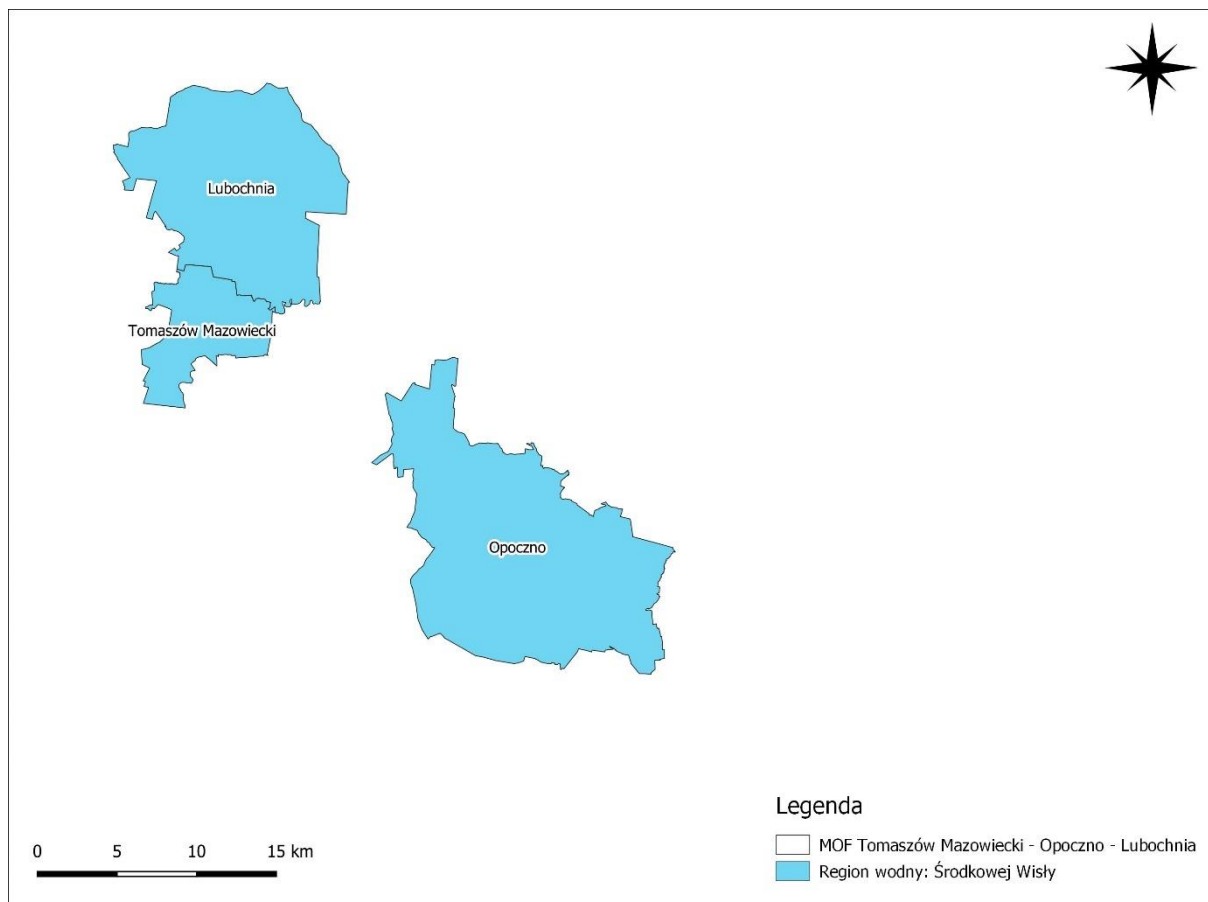 Lubochnia
Tomaszów Mazowiecki
Opoczno
Legenda
MOF Tomaszów Mazowiecki - Opoczno - Lubochnia
Region wodny: Środkowej Wisły
0 5 10 15 km